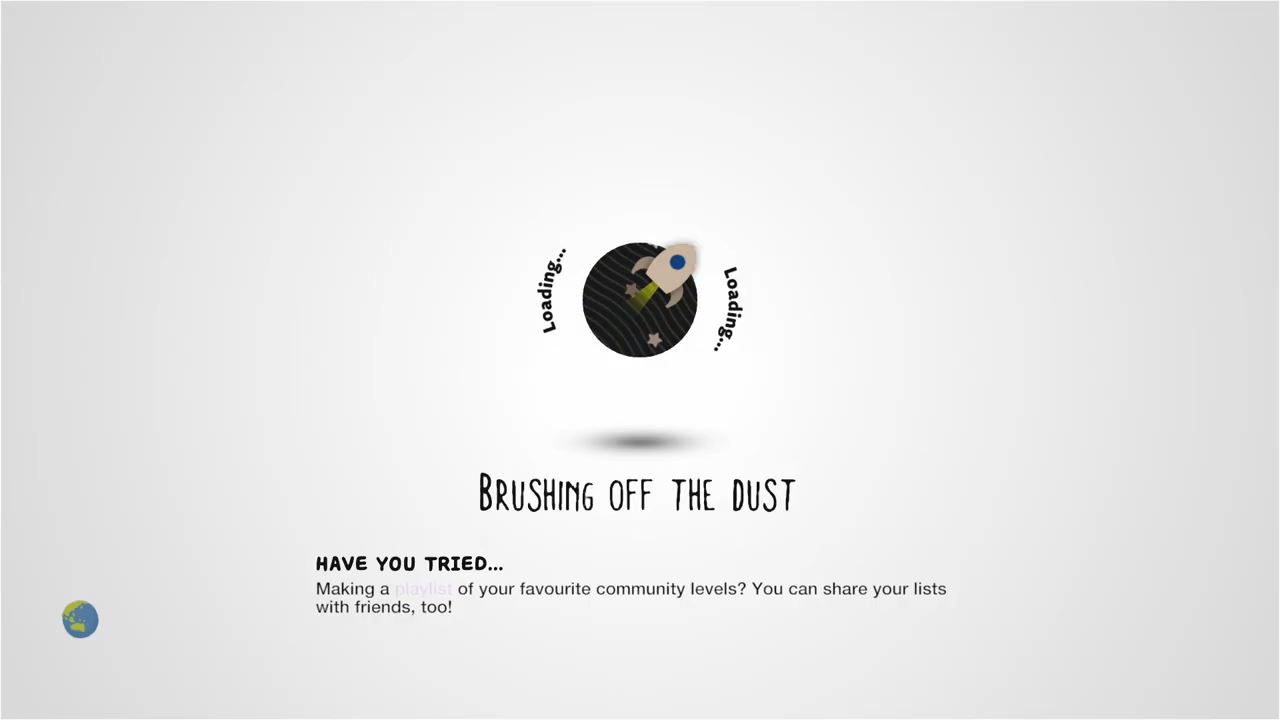 Loading...
Loading...
BRUSHING OFF THE DUST
HAVE YOU TRIED...
Making a playlist of your favourite community levels? You can share your lists
with friends, too!